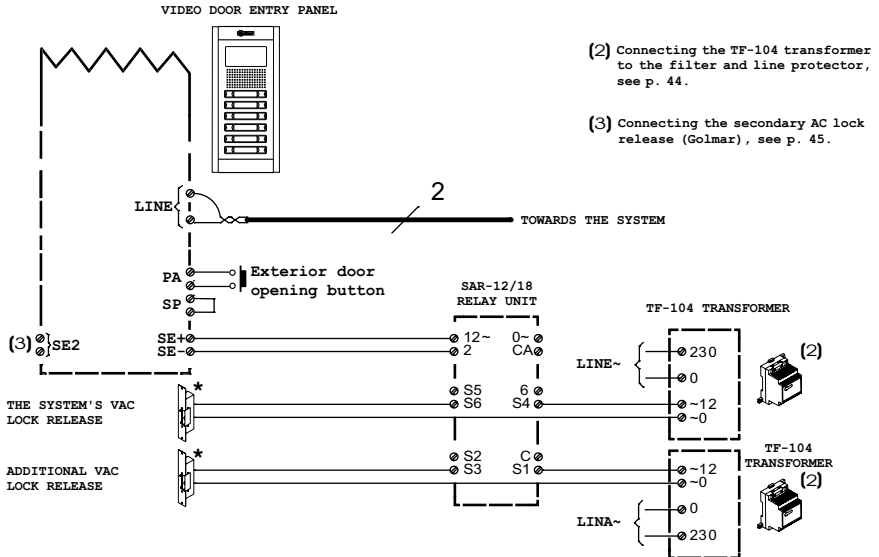 VIDEO DOOR ENTRY PANEL
(2) Connecting the TF-104 transformer
to the filter and line protector,
see p. 44.
(3) Connecting the secondary AC lock
release (Golmar), see p. 45.
LINE
2
TOWARDS THE SYSTEM
PA
Exterior door
opening button
SP
SAR-12/18
RELAY UNIT
TF-104 TRANSFORMER
(3) SE2
SE+
SE-
12~ 0~
2 CA
LINE~
230
0
(2)
S5 6
S6 S4
~12
~0
*
THE SYSTEM'S VAC
LOCK RELEASE
S2 C
S3 S1
*
ADDITIONAL VAC
LOCK RELEASE
TF-104
TRANSFORMER
(2)
~12
~0
LINA~
0
230